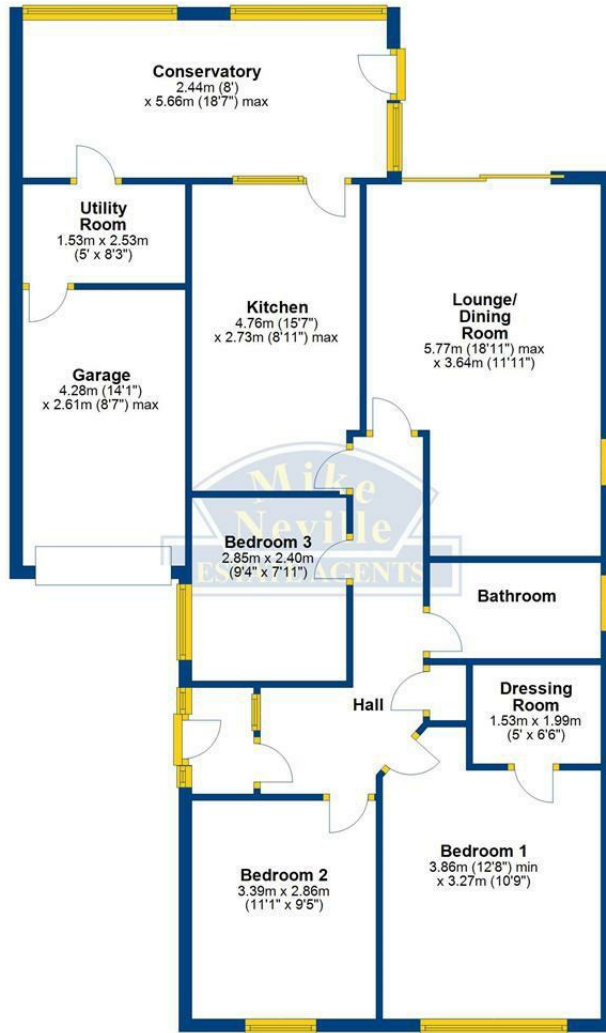 Conservatory
2.44m (8')
x 5.66m (18'7") max
Utility
Room
1.53m x 2.53m
(5' x 8'3")
Kitchen
4.76m (15'7")
x 2.73m (8'11") max
Lounge/
Dining
Room
5.77m (18'11") max
x 3.64m (11'11")
Garage
4.28m (14'1")
x 2.61m (8'7") max
Mike
Neville
ESTATE AGENTS
Bedroom 3
2.85m x 2.40m
(9'4" x 7'11")
Bathroom
Hall
Dressing
Room
1.53m x 1.99m
(5' x 6'6")
Bedroom 2
3.39m x 2.86m
(11'1" x 9'5")
Bedroom 1
3.86m (12'8") min
x 3.27m (10'9")